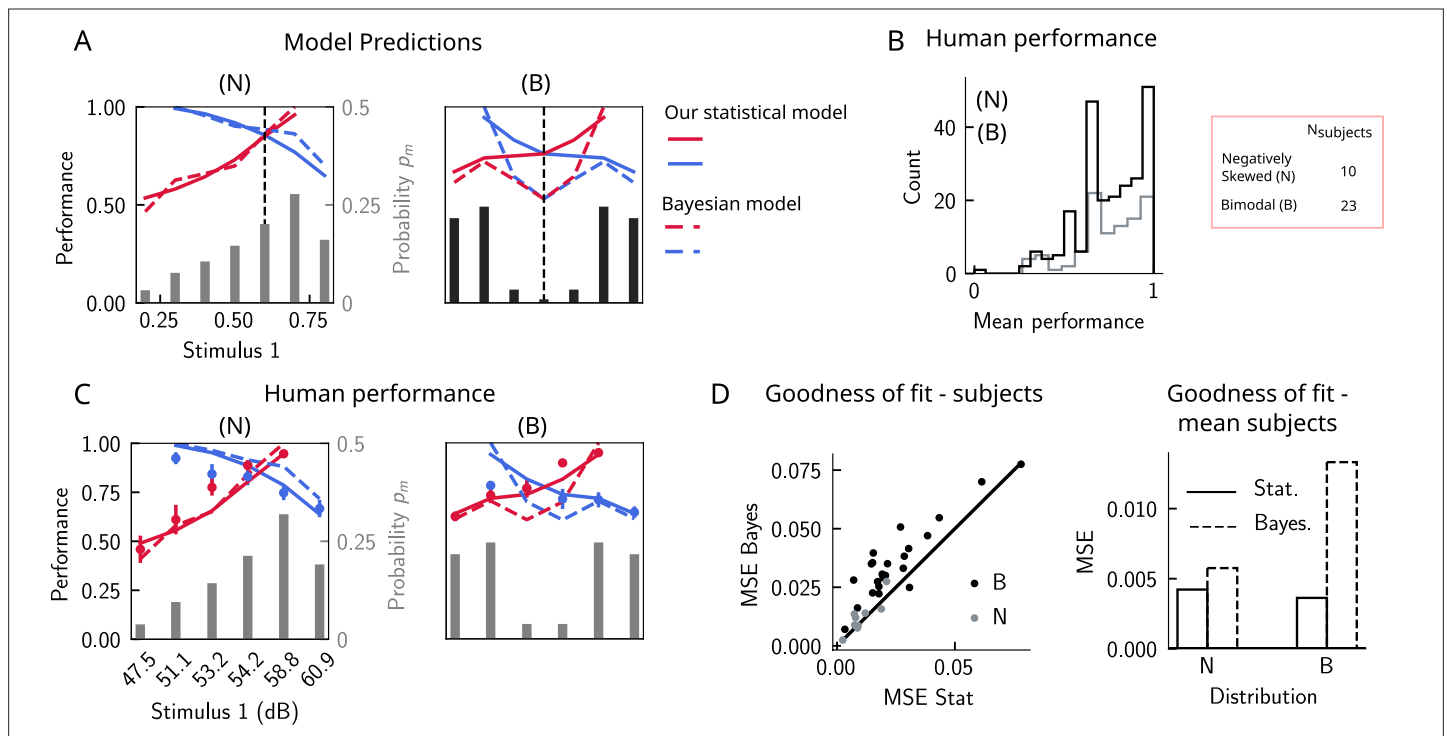 A
Model Predictions
(N)
(B)
Our statistical model
Bayesian model
Performance
1.00
0.50
0.00
0.25
0.50
0.75
Stimulus 1
Probability pm
0.5
0.25
0
B
Human performance
(N)
(B)
Count
40
20
0
0
1
Mean performance
Nsubjects
Negatively
Skewed (N)
10
Bimodal (B)
23
C
Human performance
(N)
(B)
Performance
1.00
0.75
0.50
0.25
0.00
47.5
51.1
53.2
54.2
58.8
60.9
Stimulus 1 (dB)
Probability pm
0.5
0.25
0
D
Goodness of fit - subjects
MSE Bayes
0.075
0.050
0.025
0.000
0.00
0.05
MSE Stat
B
N
Goodness of fit -
mean subjects
MSE
0.010
0.005
0.000
Stat.
Bayes.
N
B
Distribution